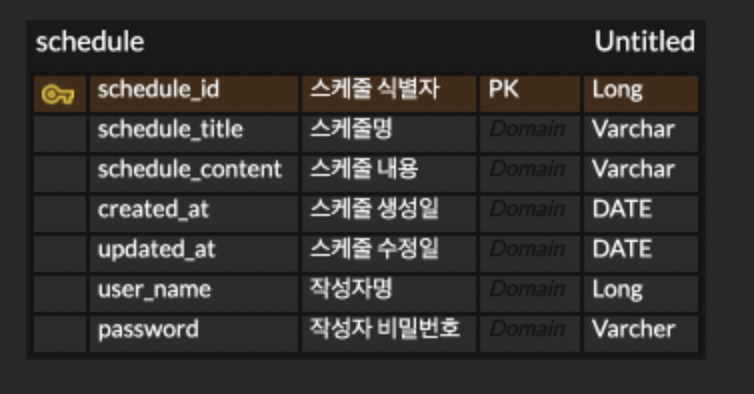 schedule Untitled
schedule_id 스케줄 식별자 PK Long
schedule_title 스케줄명 Domain Varchar
schedule_content 스케줄 내용 Domain Varchar
created_at 스케줄 생성일 Domain DATE
updated_at 스케줄 수정일 Domain DATE
user_name 작성자명 Domain Long
password 작성자 비밀번호 Domain Varcher